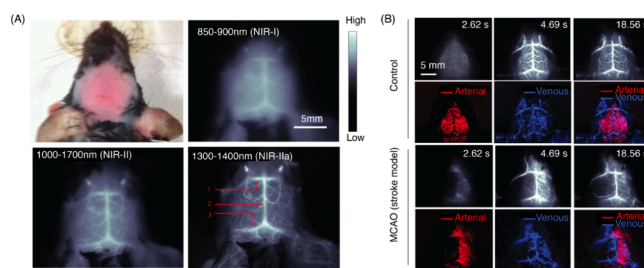 (A)
850-900nm (NIR-I)
High
5mm
Low
1000-1700nm (NIR-II)
1300-1400nm (NIR-IIa)
1
2
3
(B)
Control
2.62 s
4.69 s
18.56 s
5 mm
Arterial
Venous
Arterial
Venous
MCAO (stroke model)
2.62 s
4.69 s
18.56 s
Arterial
Venous
Arterial
Venous